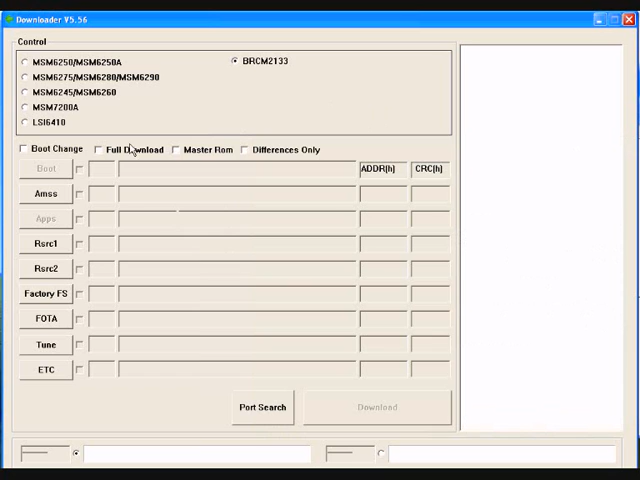 Downloader V5.56
Control
MSM6250/MSM6250A
BRCM2133
MSM6275/MSM6280/MSM6290
MSM6245/MSM6260
MSM7200A
LSI6410
Boot Change Full Download Master Rom Differences Only
Boot ADDR(h) CRC(h)
Amss
Apps
Rsrc1
Rsrc2
Factory FS
FOTA
Tune
ETC
Port Search Download